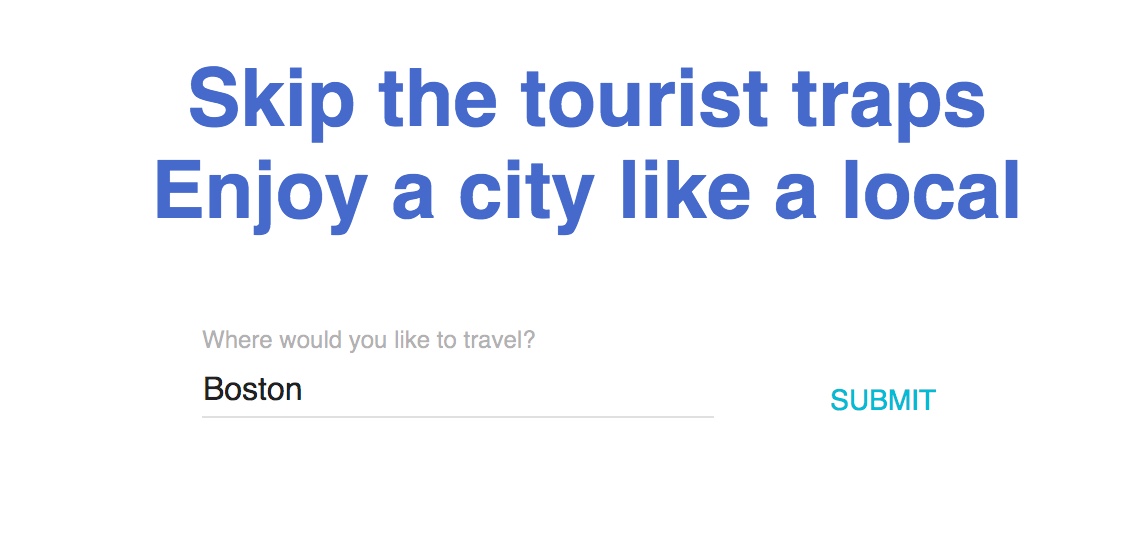 Skip the tourist traps
Enjoy a city like a local
Where would you like to travel?
Boston
SUBMIT